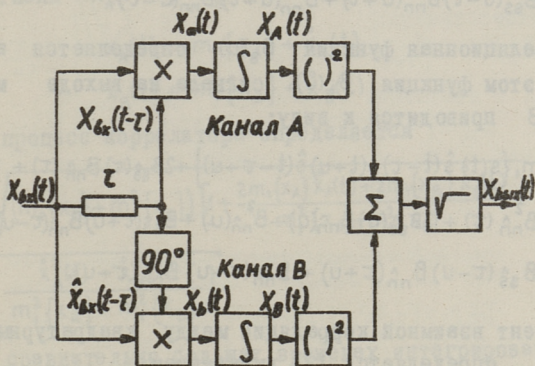 Xa(t) XA(t)
× ∫ ( )²
Xвх(t-τ) Канал А
Xвх(t) τ Σ √ Xвых(t)
90° Канал В
X̂вх(t-τ) Xb(t) XB(t)
× ∫ ( )²